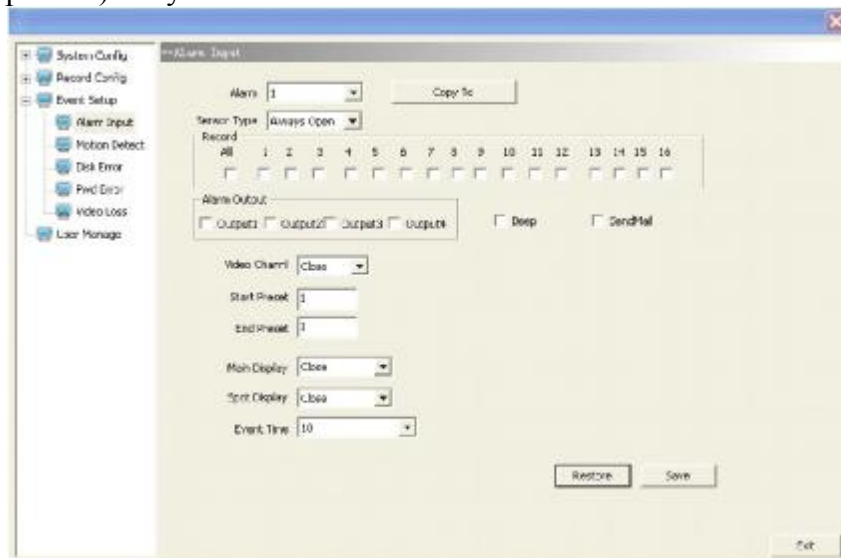 System Config
Record Config
Event Setup
Alarm Input
Motion Detect
Disk Error
Pwd Error
Video Loss
User Manage
Alarm Input
Alarm 1 Copy To
Sensor Type Always Open
Record
All 1 2 3 4 5 6 7 8 9 10 11 12 13 14 15 16
Alarm Output
Output1 Output2 Output3 Output4 Beep SendMail
Video Channl Close
Start Preset 1
End Preset 1
Main Display Close
Spot Display Close
Event Time 10
Restore Save
Exit